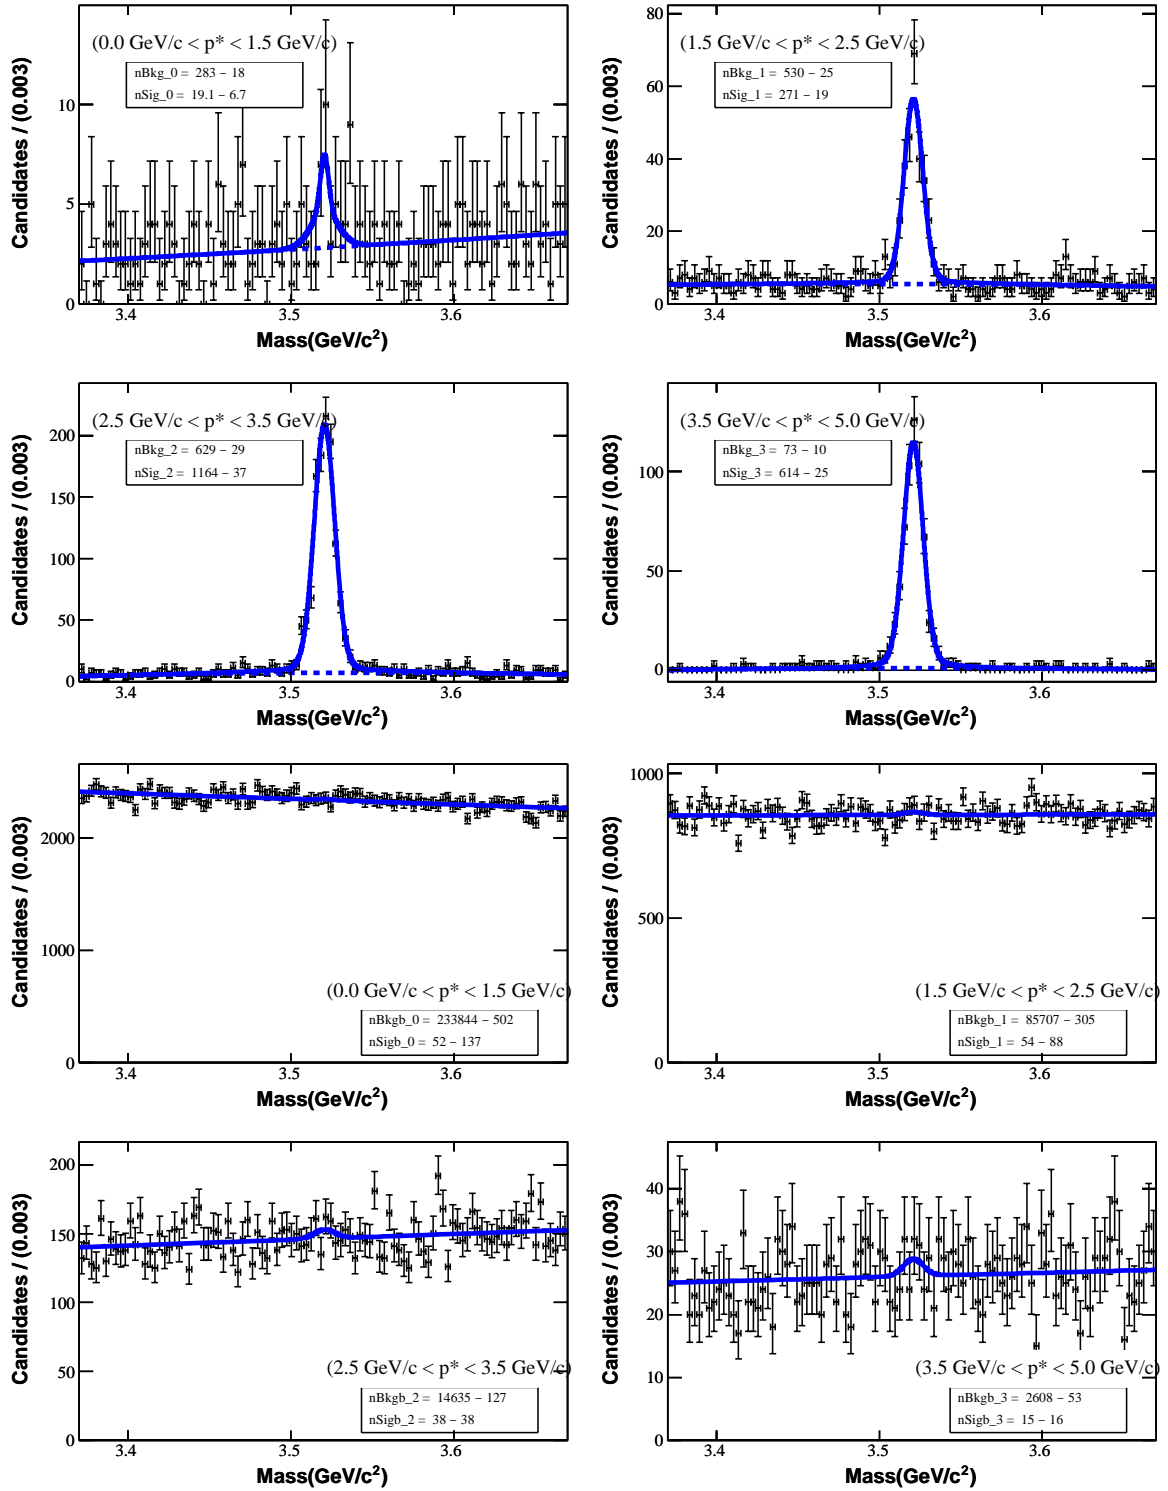 (0.0 GeV/c < p* < 1.5 GeV/c)
nBkg_0 = 283 − 18
nSig_0 = 19.1 − 6.7
10
5
0
3.4 3.5 3.6
Candidates / (0.003)
Mass(GeV/c²)
(1.5 GeV/c < p* < 2.5 GeV/c)
nBkg_1 = 530 − 25
nSig_1 = 271 − 19
80
60
40
20
0
3.4 3.5 3.6
Candidates / (0.003)
Mass(GeV/c²)
(2.5 GeV/c < p* < 3.5 GeV/c)
nBkg_2 = 629 − 29
nSig_2 = 1164 − 37
200
150
100
50
0
3.4 3.5 3.6
Candidates / (0.003)
Mass(GeV/c²)
(3.5 GeV/c < p* < 5.0 GeV/c)
nBkg_3 = 73 − 10
nSig_3 = 614 − 25
100
50
0
3.4 3.5 3.6
Candidates / (0.003)
Mass(GeV/c²)
2000
1000
0
(0.0 GeV/c < p* < 1.5 GeV/c)
nBkgb_0 = 233844 − 502
nSigb_0 = 52 − 137
3.4 3.5 3.6
Candidates / (0.003)
Mass(GeV/c²)
1000
500
0
(1.5 GeV/c < p* < 2.5 GeV/c)
nBkgb_1 = 85707 − 305
nSigb_1 = 54 − 88
3.4 3.5 3.6
Candidates / (0.003)
Mass(GeV/c²)
200
150
100
50
0
(2.5 GeV/c < p* < 3.5 GeV/c)
nBkgb_2 = 14635 − 127
nSigb_2 = 38 − 38
3.4 3.5 3.6
Candidates / (0.003)
Mass(GeV/c²)
40
30
20
10
0
(3.5 GeV/c < p* < 5.0 GeV/c)
nBkgb_3 = 2608 − 53
nSigb_3 = 15 − 16
3.4 3.5 3.6
Candidates / (0.003)
Mass(GeV/c²)